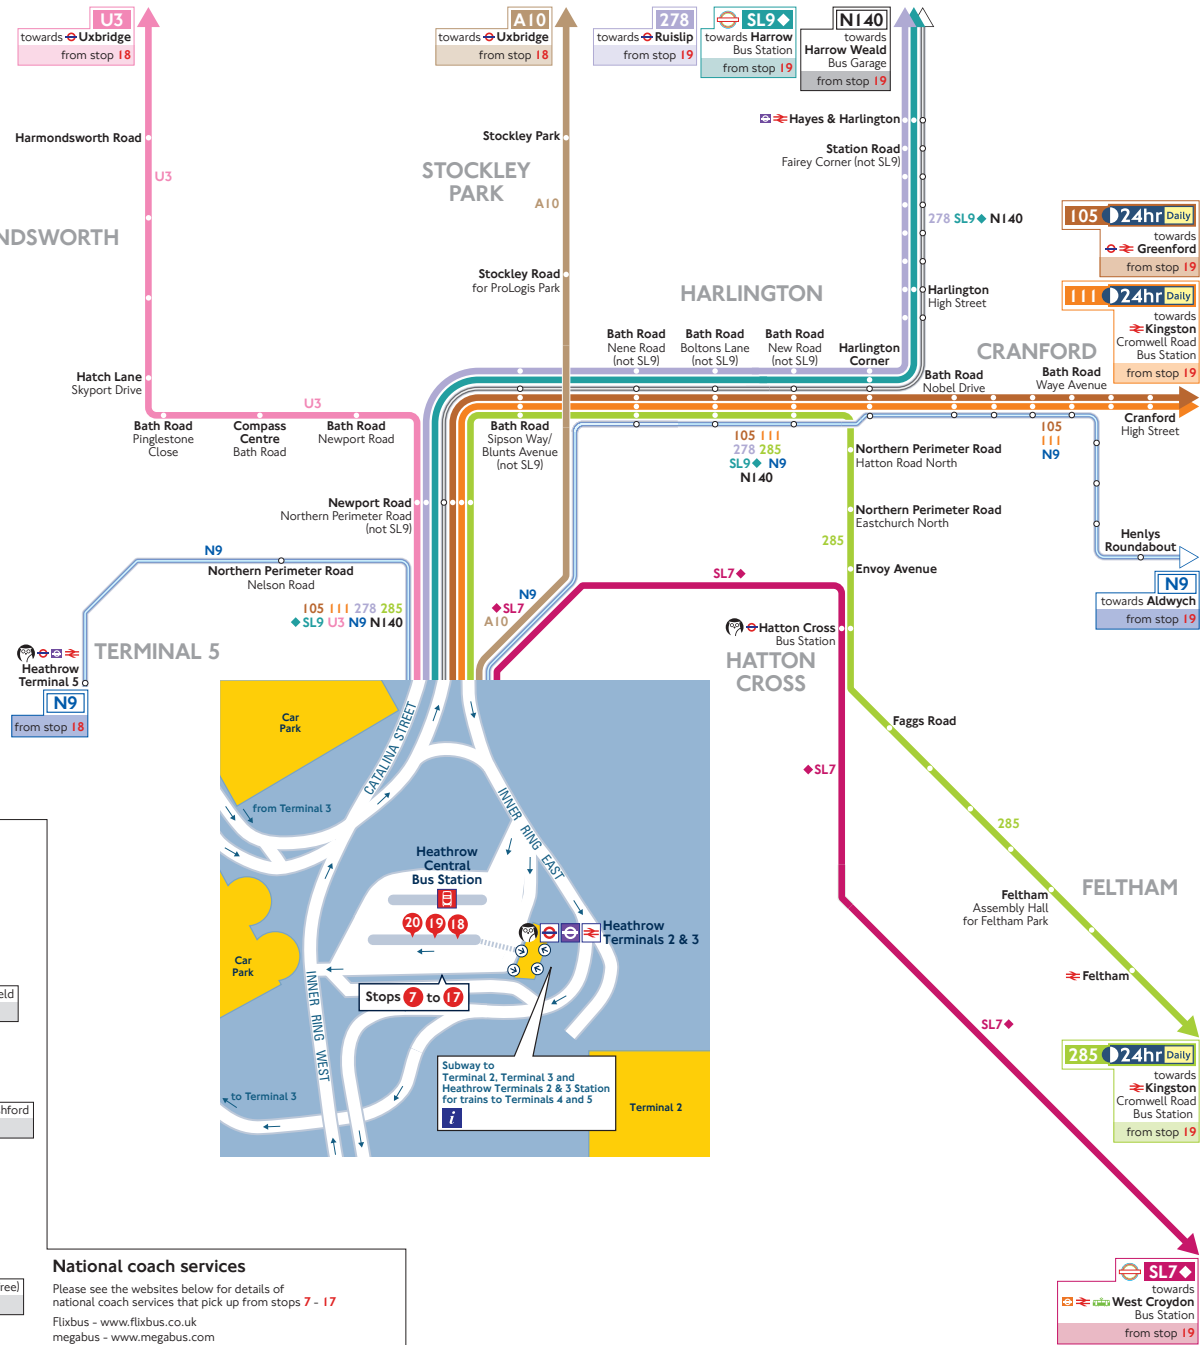 U3
towards Uxbridge
from stop 18
A10
towards Uxbridge
from stop 18
278
towards Ruislip
from stop 19
SL9
towards Harrow
Bus Station
from stop 19
N140
towards
Harrow Weald
Bus Garage
from stop 19
Harmondsworth Road
U3
NDSWORTH
Stockley Park
STOCKLEY
PARK
A10
Stockley Road
for ProLogis Park
Hayes & Harlington
Station Road
Fairey Corner (not SL9)
278 SL9 N140
Harlington
High Street
HARLINGTON
105 24hr Daily
towards
Greenford
from stop 19
111 24hr Daily
towards
Kingston
Cromwell Road
Bus Station
from stop 19
CRANFORD
Hatch Lane
Skyport Drive
U3
Bath Road
Pinglestone
Close
Compass
Centre
Bath Road
Bath Road
Newport Road
Bath Road
Nene Road
(not SL9)
Bath Road
Boltons Lane
(not SL9)
Bath Road
New Road
(not SL9)
Harlington
Corner
Bath Road
Nobel Drive
Bath Road
Waye Avenue
Cranford
High Street
Bath Road
Sipson Way/
Blunts Avenue
(not SL9)
105 111
278 285
SL9 N9
N140
105
111
N9
Northern Perimeter Road
Hatton Road North
Northern Perimeter Road
Eastchurch North
285
Envoy Avenue
Henlys
Roundabout
N9
towards Aldwych
from stop 19
Newport Road
Northern Perimeter Road
(not SL9)
N9
Northern Perimeter Road
Nelson Road
105 111 278 285
SL9 U3 N9 N140
TERMINAL 5
Heathrow
Terminal 5
N9
from stop 18
N9
SL7
A10
SL7
Hatton Cross
Bus Station
HATTON
CROSS
Faggs Road
SL7
285
Feltham
Assembly Hall
for Feltham Park
FELTHAM
Feltham
SL7
285 24hr Daily
towards
Kingston
Cromwell Road
Bus Station
from stop 19
SL7
towards
West Croydon
Bus Station
from stop 19
Car
Park
CATALINA STREET
from Terminal 3
INNER RING EAST
Heathrow
Central
Bus Station
20 19 18
Heathrow
Terminals 2 & 3
Car
Park
Stops 7 to 17
INNER RING WEST
to Terminal 3
Subway to
Terminal 2, Terminal 3 and
Heathrow Terminals 2 & 3 Station
for trains to Terminals 4 and 5
i
Terminal 2
eld
hford
ree)
National coach services
Please see the websites below for details of
national coach services that pick up from stops 7 - 17
Flixbus - www.flixbus.co.uk
megabus - www.megabus.com